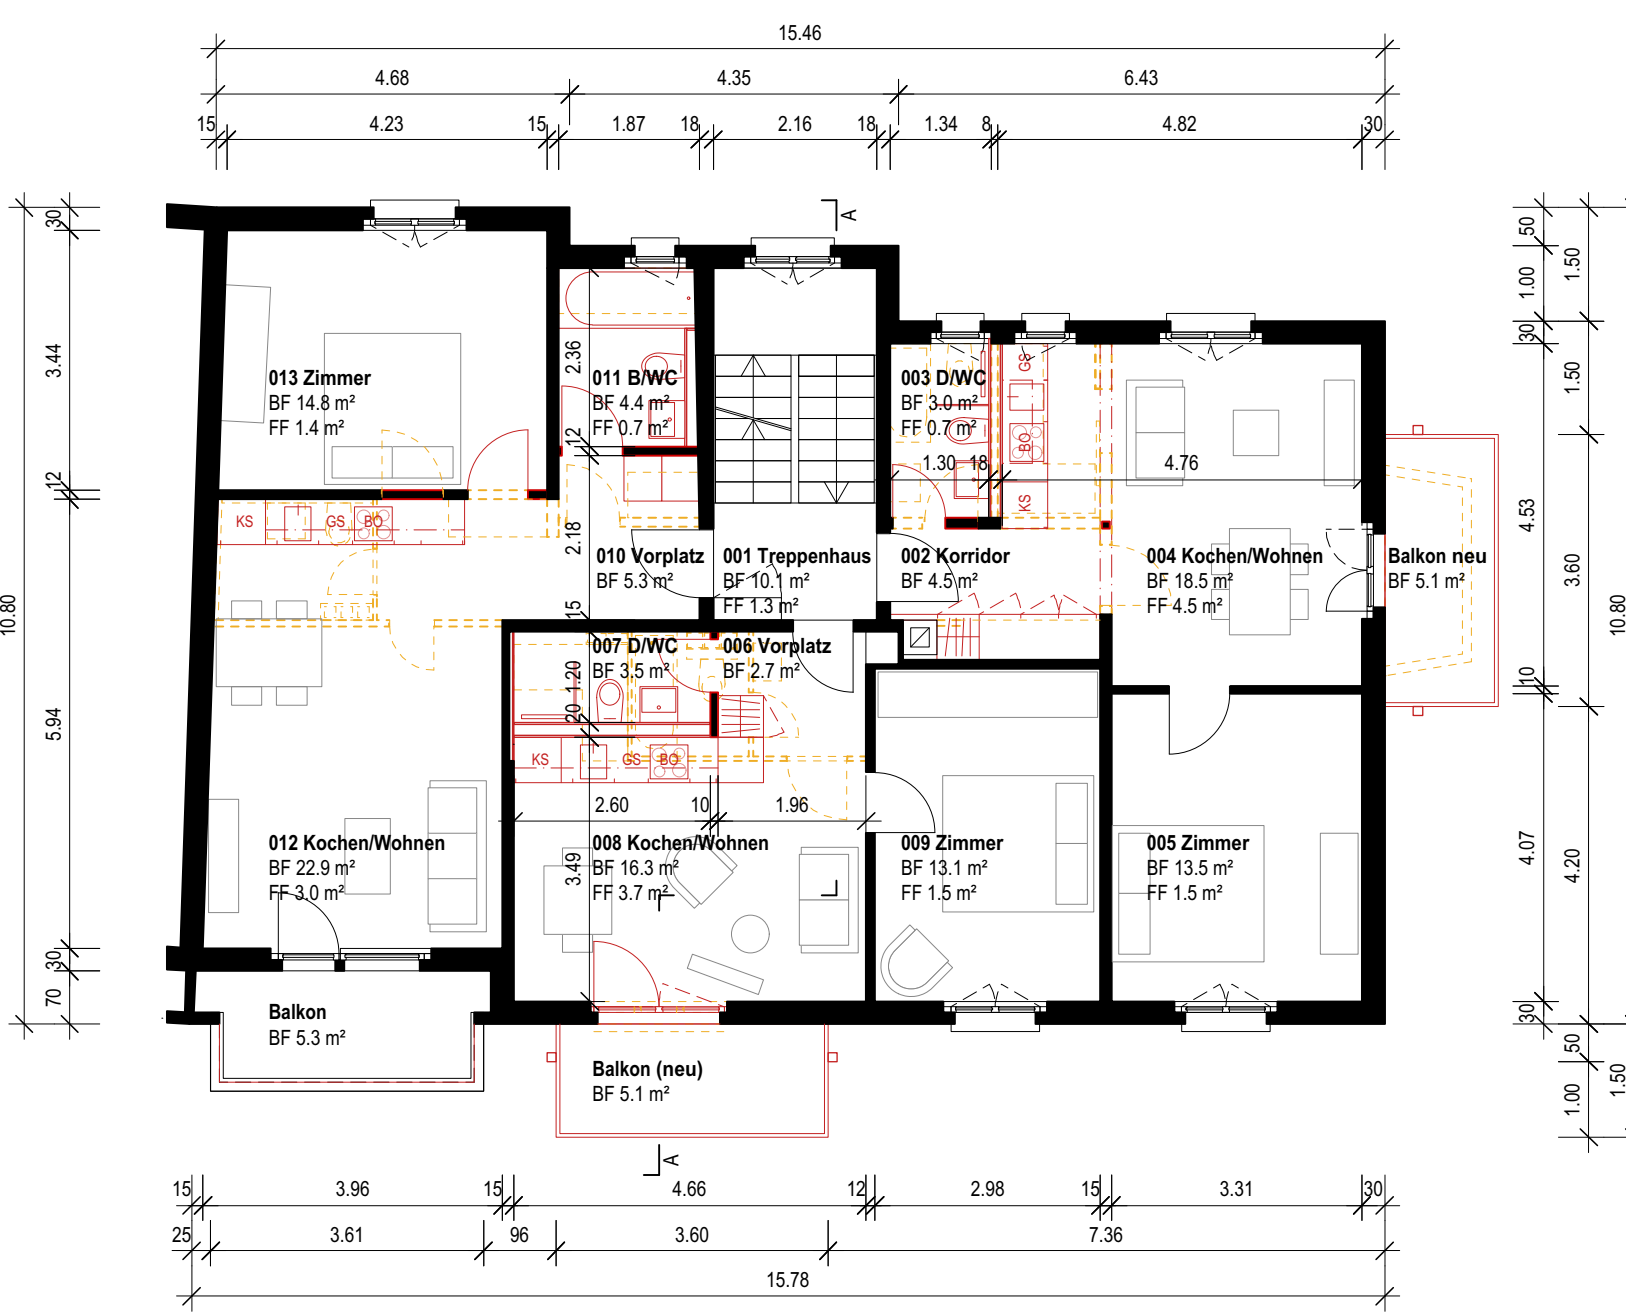 15.46
4.68 4.35 6.43
15 4.23 15 1.87 18 2.16 18 1.34 8 4.82 30
A
10.80
30
3.44
12
5.94
30
70
013 Zimmer
BF 14.8 m²
FF 1.4 m²
2.36
12
2.18
15
011 B/WC
BF 4.4 m²
FF 0.7 m²
003 D/WC
BF 3.0 m²
FF 0.7 m²
1.30 18 4.76
GS
BO
KS
KS GS BO
010 Vorplatz
BF 5.3 m²
001 Treppenhaus
BF 10.1 m²
FF 1.3 m²
002 Korridor
BF 4.5 m²
004 Kochen/Wohnen
BF 18.5 m²
FF 4.5 m²
Balkon neu
BF 5.1 m²
007 D/WC
BF 3.5 m²
006 Vorplatz
BF 2.7 m²
1.20
20
3.49
KS GS BO
2.60 10 1.96
012 Kochen/Wohnen
BF 22.9 m²
FF 3.0 m²
008 Kochen/Wohnen
BF 16.3 m²
FF 3.7 m²
009 Zimmer
BF 13.1 m²
FF 1.5 m²
005 Zimmer
BF 13.5 m²
FF 1.5 m²
Balkon
BF 5.3 m²
Balkon (neu)
BF 5.1 m²
A
50
1.00
30
4.53
10
4.07
30
1.50
1.50
3.60
4.20
50
1.00
10.80
1.50
15 3.96 15 4.66 12 2.98 15 3.31 30
25 3.61 96 3.60 7.36
15.78